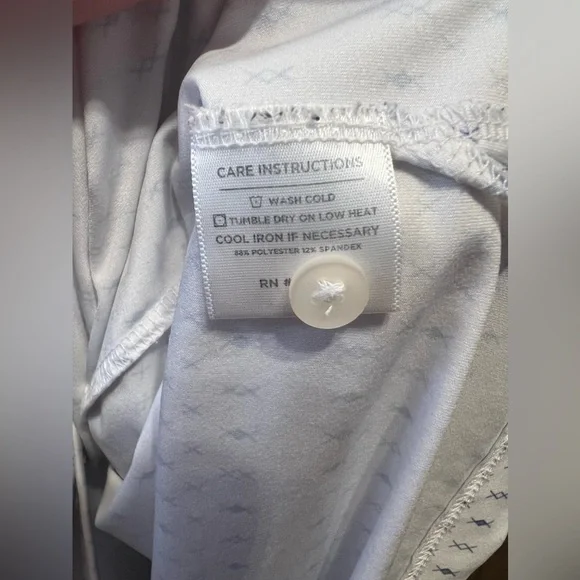 CARE INSTRUCTIONS
WASH COLD
TUMBLE DRY ON LOW HEAT
COOL IRON IF NECESSARY
88% POLYESTER 12% SPANDEX
RN #